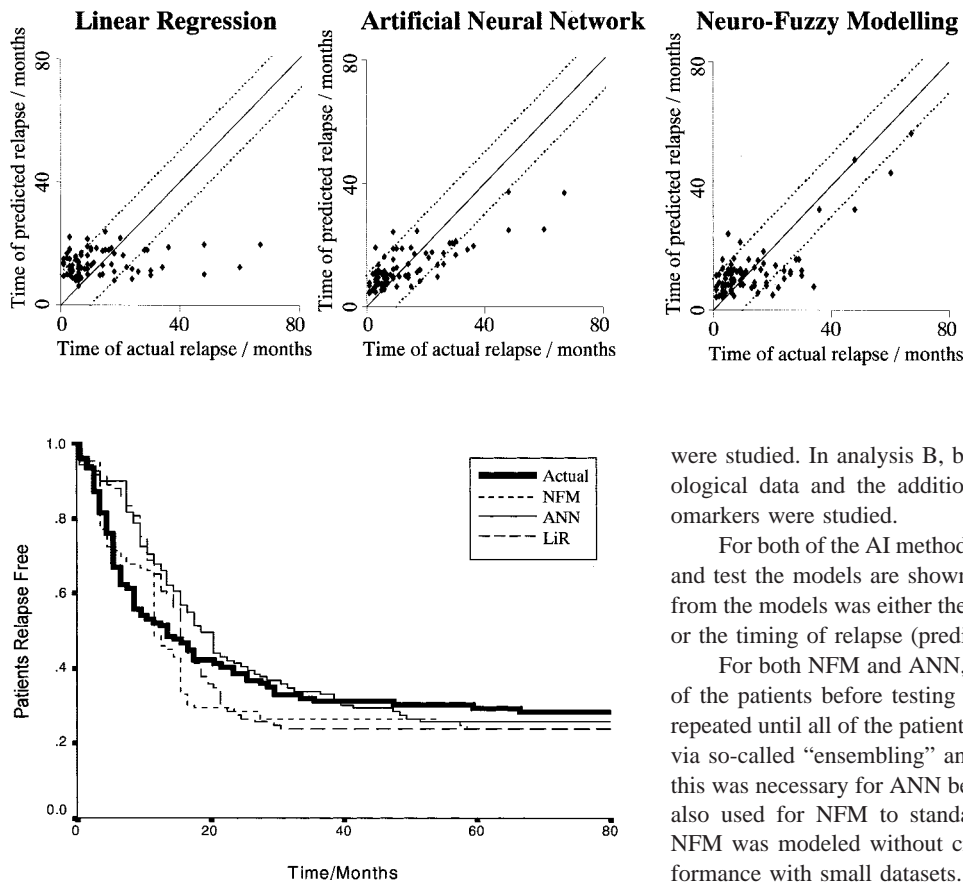 Linear Regression
Artificial Neural Network
Neuro-Fuzzy Modelling
Time of predicted relapse / months
80
40
0
0 40 80
Time of actual relapse / months
Time of predicted relapse / months
80
40
0
0 40 80
Time of actual relapse / months
Time of predicted relapse / months
80
40
0
0 40 80
Time of actual relapse / months
Patients Relapse Free
1.0
.8
.6
.4
.2
0.0
0 20 40 60 80
Time/Months
Actual
NFM
ANN
LiR
were studied. In analysis B, b
ological data and the addition
omarkers were studied.
For both of the AI method
and test the models are shown
from the models was either the
or the timing of relapse (predi
For both NFM and ANN,
of the patients before testing
repeated until all of the patient
via so-called “ensembling” an
this was necessary for ANN be
also used for NFM to standa
NFM was modeled without c
formance with small datasets.